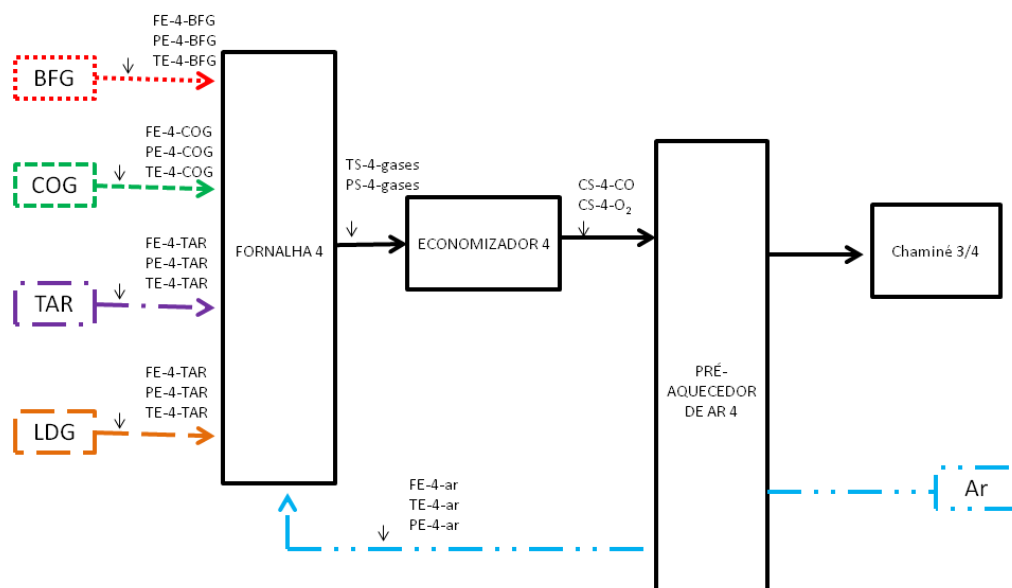 FE-4-BFG
PE-4-BFG
TE-4-BFG
BFG
FE-4-COG
PE-4-COG
TE-4-COG
COG
FE-4-TAR
PE-4-TAR
TE-4-TAR
TAR
FE-4-TAR
PE-4-TAR
TE-4-TAR
LDG
FORNALHA 4
TS-4-gases
PS-4-gases
ECONOMIZADOR 4
CS-4-CO
CS-4-O₂
PRÉ-
AQUECEDOR
DE AR 4
Chaminé 3/4
Ar
FE-4-ar
TE-4-ar
PE-4-ar